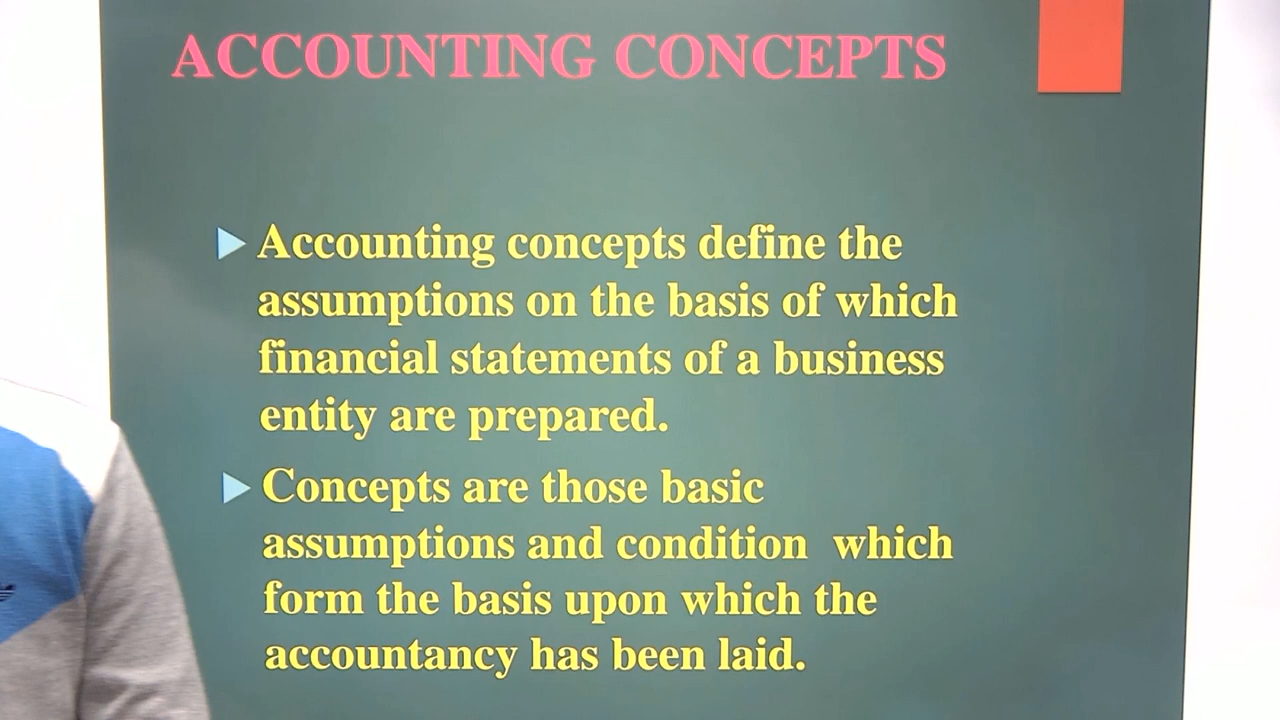 ACCOUNTING CONCEPTS
Accounting concepts define the
assumptions on the basis of which
financial statements of a business
entity are prepared.
Concepts are those basic
assumptions and condition which
form the basis upon which the
accountancy has been laid.